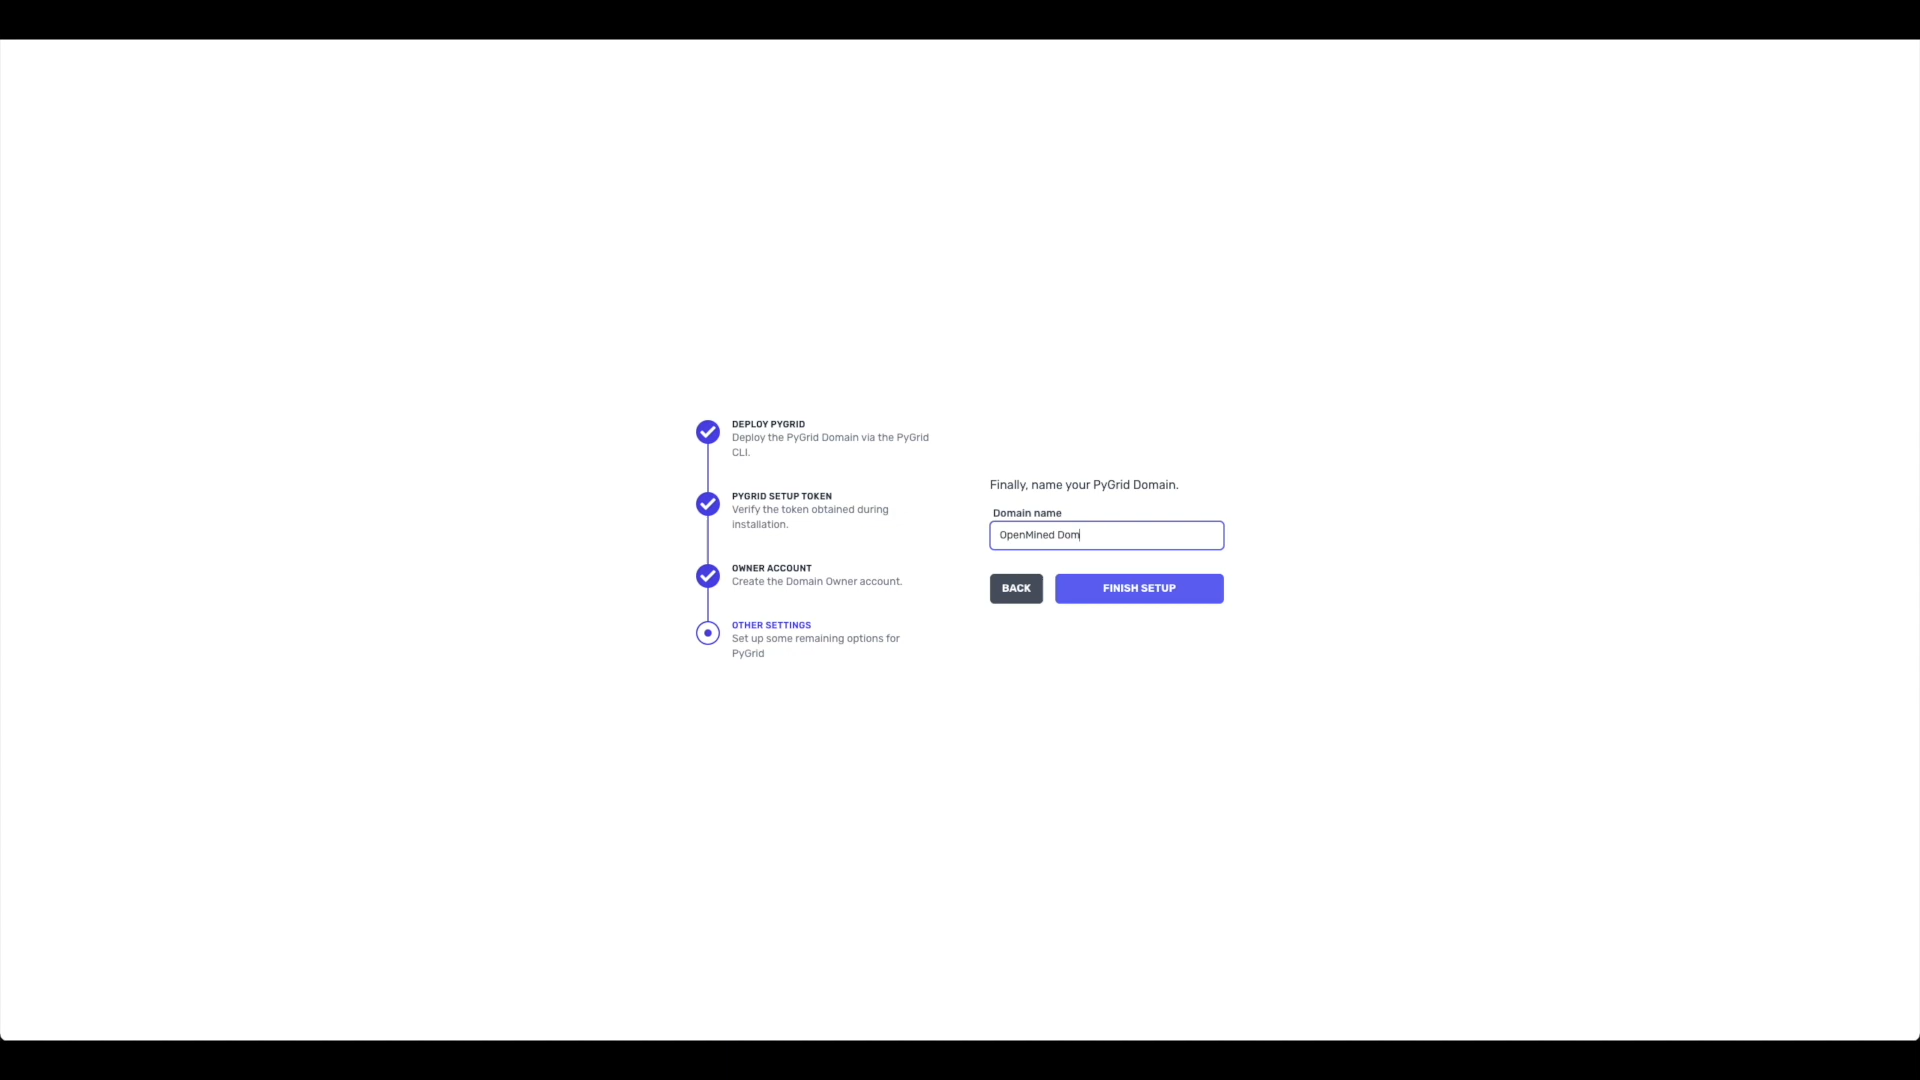 DEPLOY PYGRID
Deploy the PyGrid Domain via the PyGrid
CLI.
PYGRID SETUP TOKEN
Verify the token obtained during
installation.
OWNER ACCOUNT
Create the Domain Owner account.
OTHER SETTINGS
Set up some remaining options for
PyGrid
Finally, name your PyGrid Domain.
Domain name
OpenMined Dom
BACK
FINISH SETUP